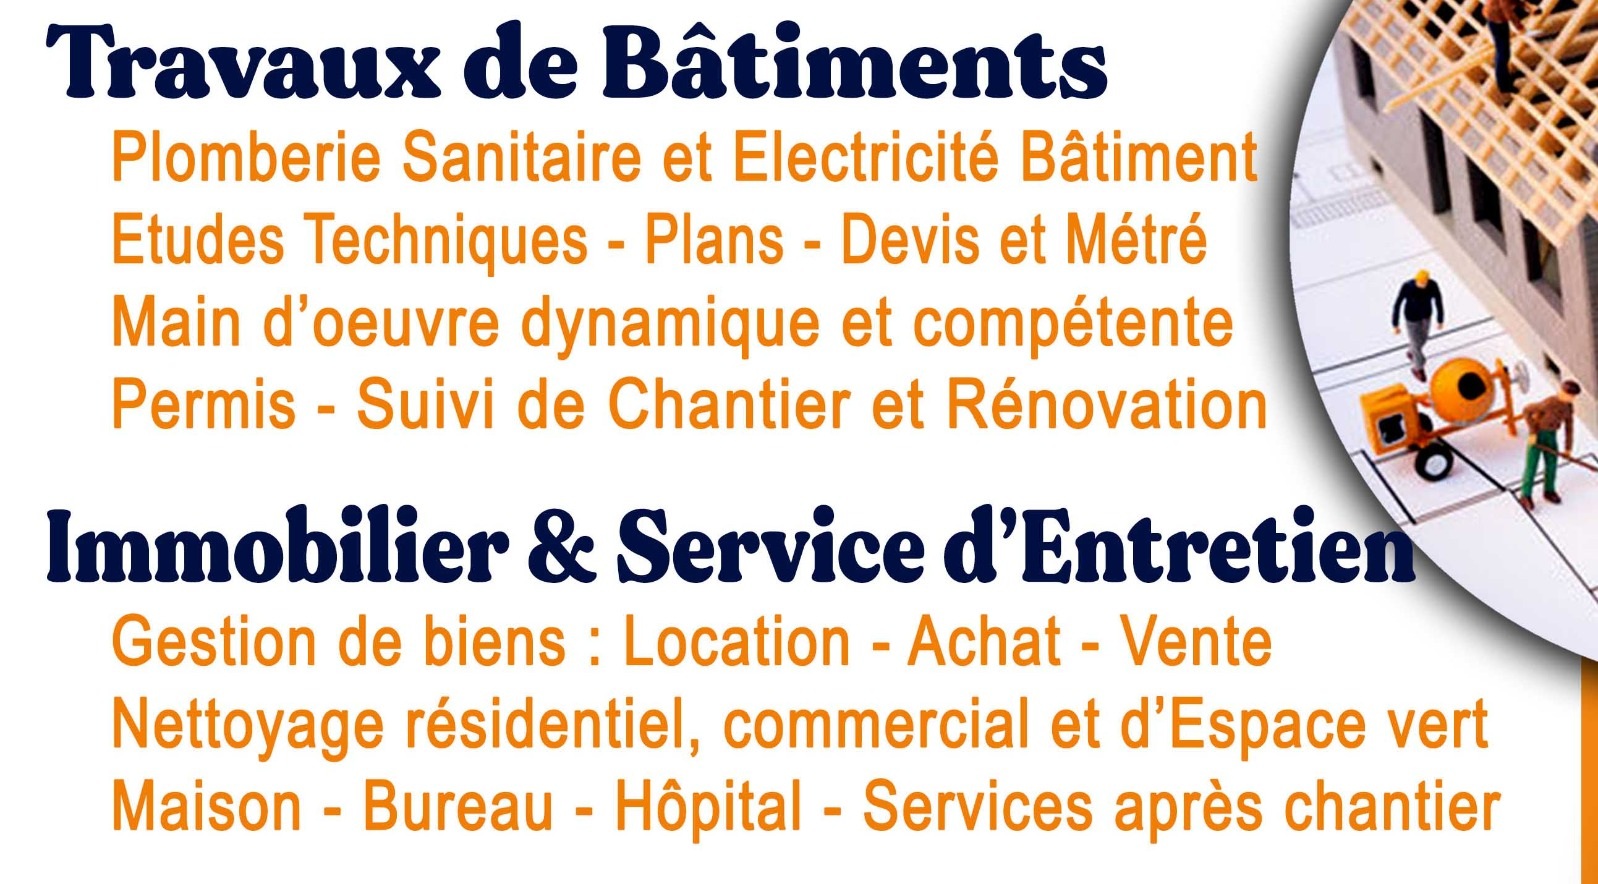 Travaux de Bâtiments
Plomberie Sanitaire et Electricité Bâtiment
Etudes Techniques - Plans - Devis et Métré
Main d’oeuvre dynamique et compétente
Permis - Suivi de Chantier et Rénovation
Immobilier & Service d’Entretien
Gestion de biens : Location - Achat - Vente
Nettoyage résidentiel, commercial et d’Espace vert
Maison - Bureau - Hôpital - Services après chantier